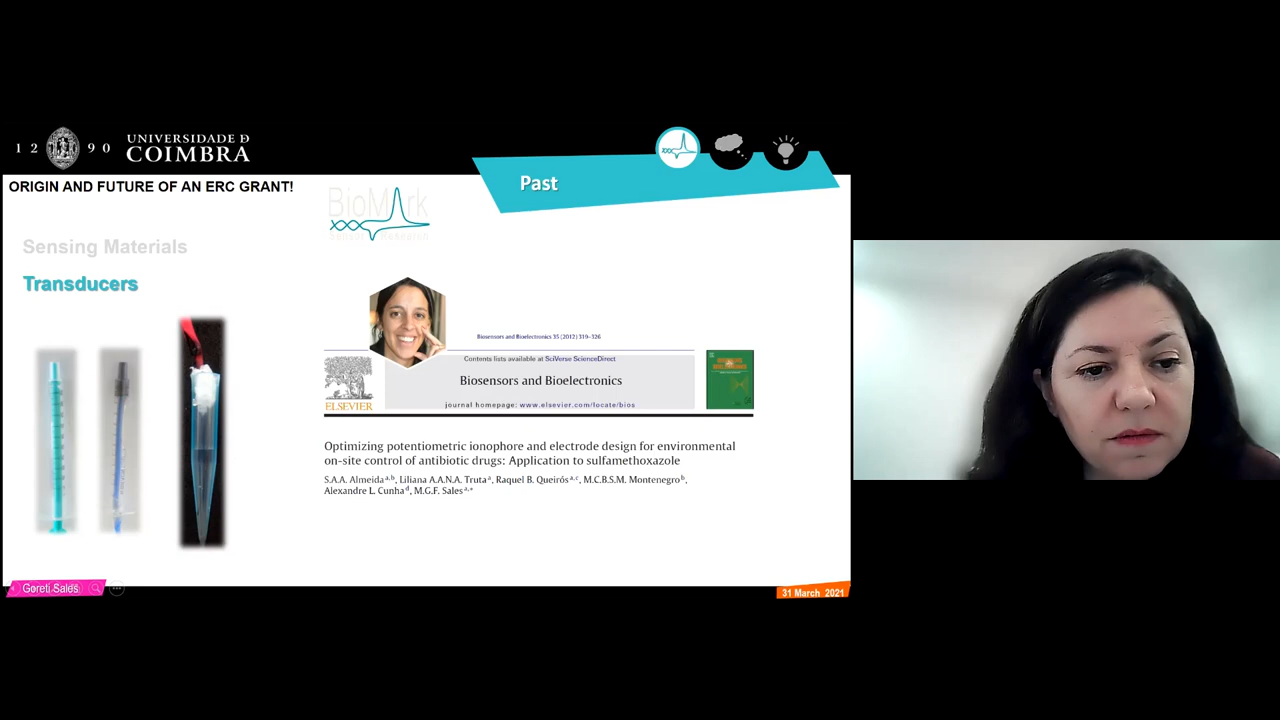 1 2 9 0 UNIVERSIDADE Ð
COIMBRA
ORIGIN AND FUTURE OF AN ERC GRANT!
Past
BioMark
Sensing Materials
Transducers
Biosensors and Bioelectronics 35 (2012) 319–326
Contents lists available at SciVerse ScienceDirect
Biosensors and Bioelectronics
journal homepage: www.elsevier.com/locate/bios
ELSEVIER
Optimizing potentiometric ionophore and electrode design for environmental
on-site control of antibiotic drugs: Application to sulfamethoxazole
S.A.A. Almeida a,b, Liliana A.A.N.A. Truta a, Raquel B. Queirós a,c, M.C.B.S.M. Montenegro b,
Alexandre L. Cunha d, M.G.F. Sales a,*
Goreti Sales
31 March 2021